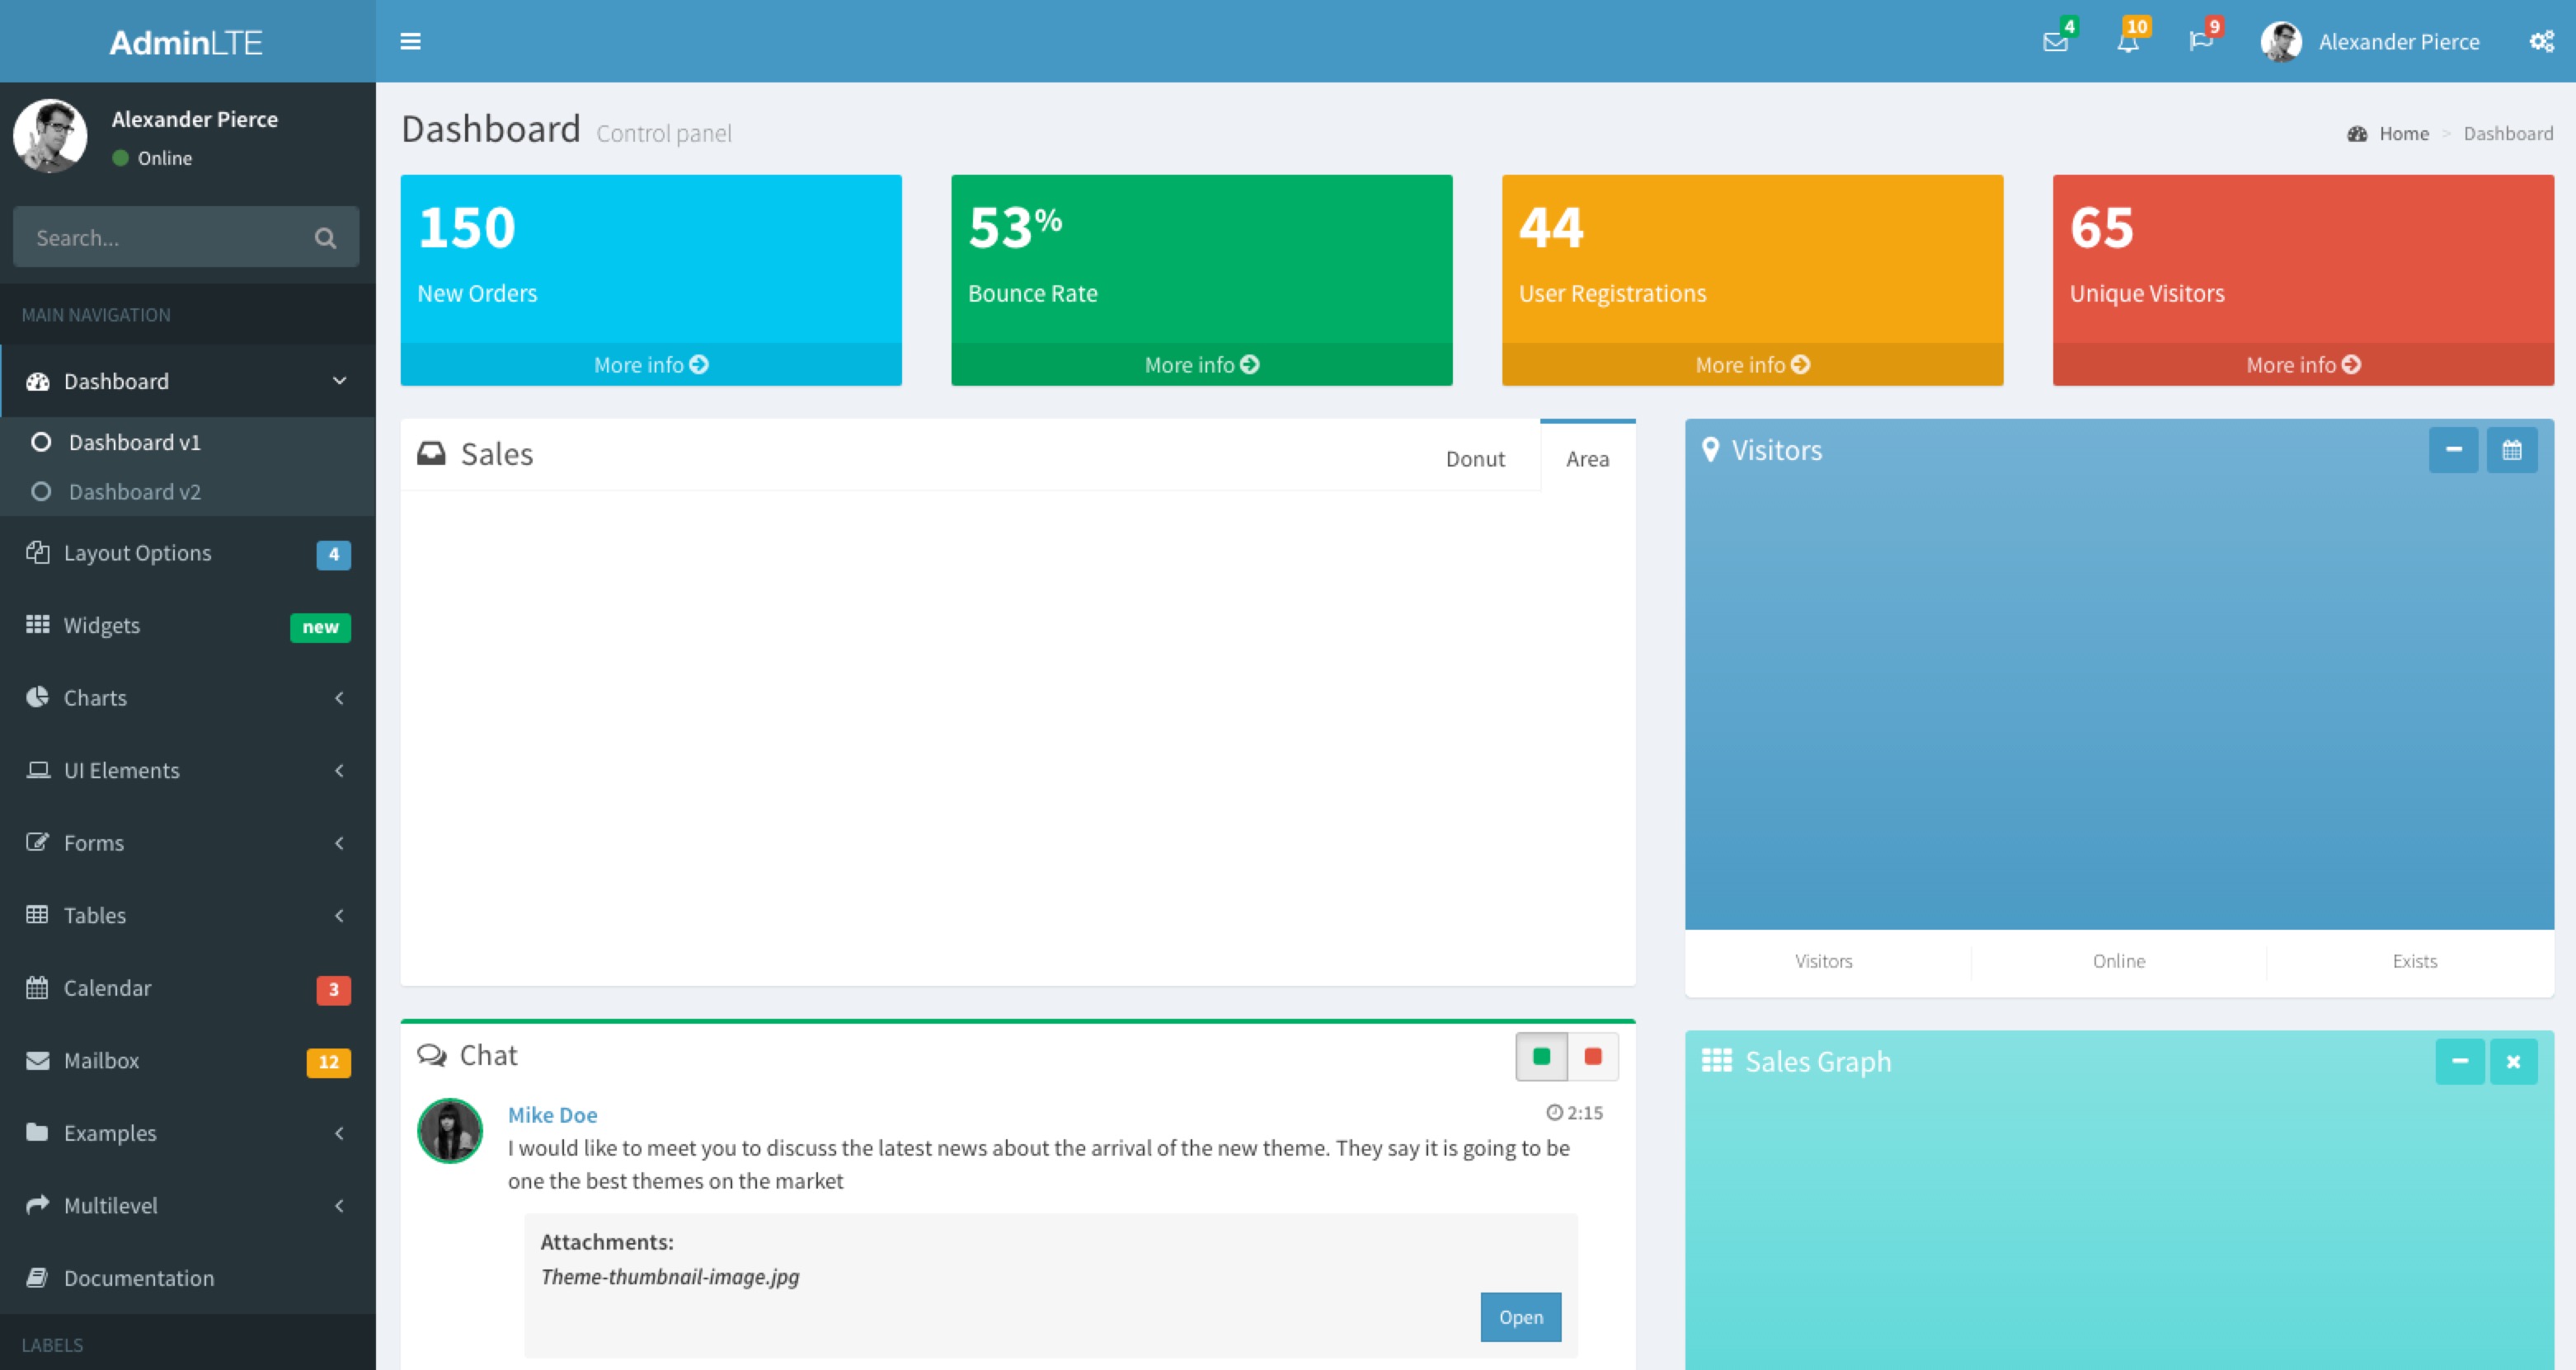 AdminLTE
4
10
9
Alexander Pierce
Alexander Pierce
Online
Search...
MAIN NAVIGATION
Dashboard
Dashboard v1
Dashboard v2
Layout Options 4
Widgets new
Charts
UI Elements
Forms
Tables
Calendar 3
Mailbox 12
Examples
Multilevel
Documentation
LABELS
Dashboard Control panel
Home > Dashboard
150
New Orders
More info
53%
Bounce Rate
More info
44
User Registrations
More info
65
Unique Visitors
More info
Sales
Donut
Area
Visitors
Visitors
Online
Exists
Chat
Mike Doe
2:15
I would like to meet you to discuss the latest news about the arrival of the new theme. They say it is going to be
one the best themes on the market
Attachments:
Theme-thumbnail-image.jpg
Open
Sales Graph